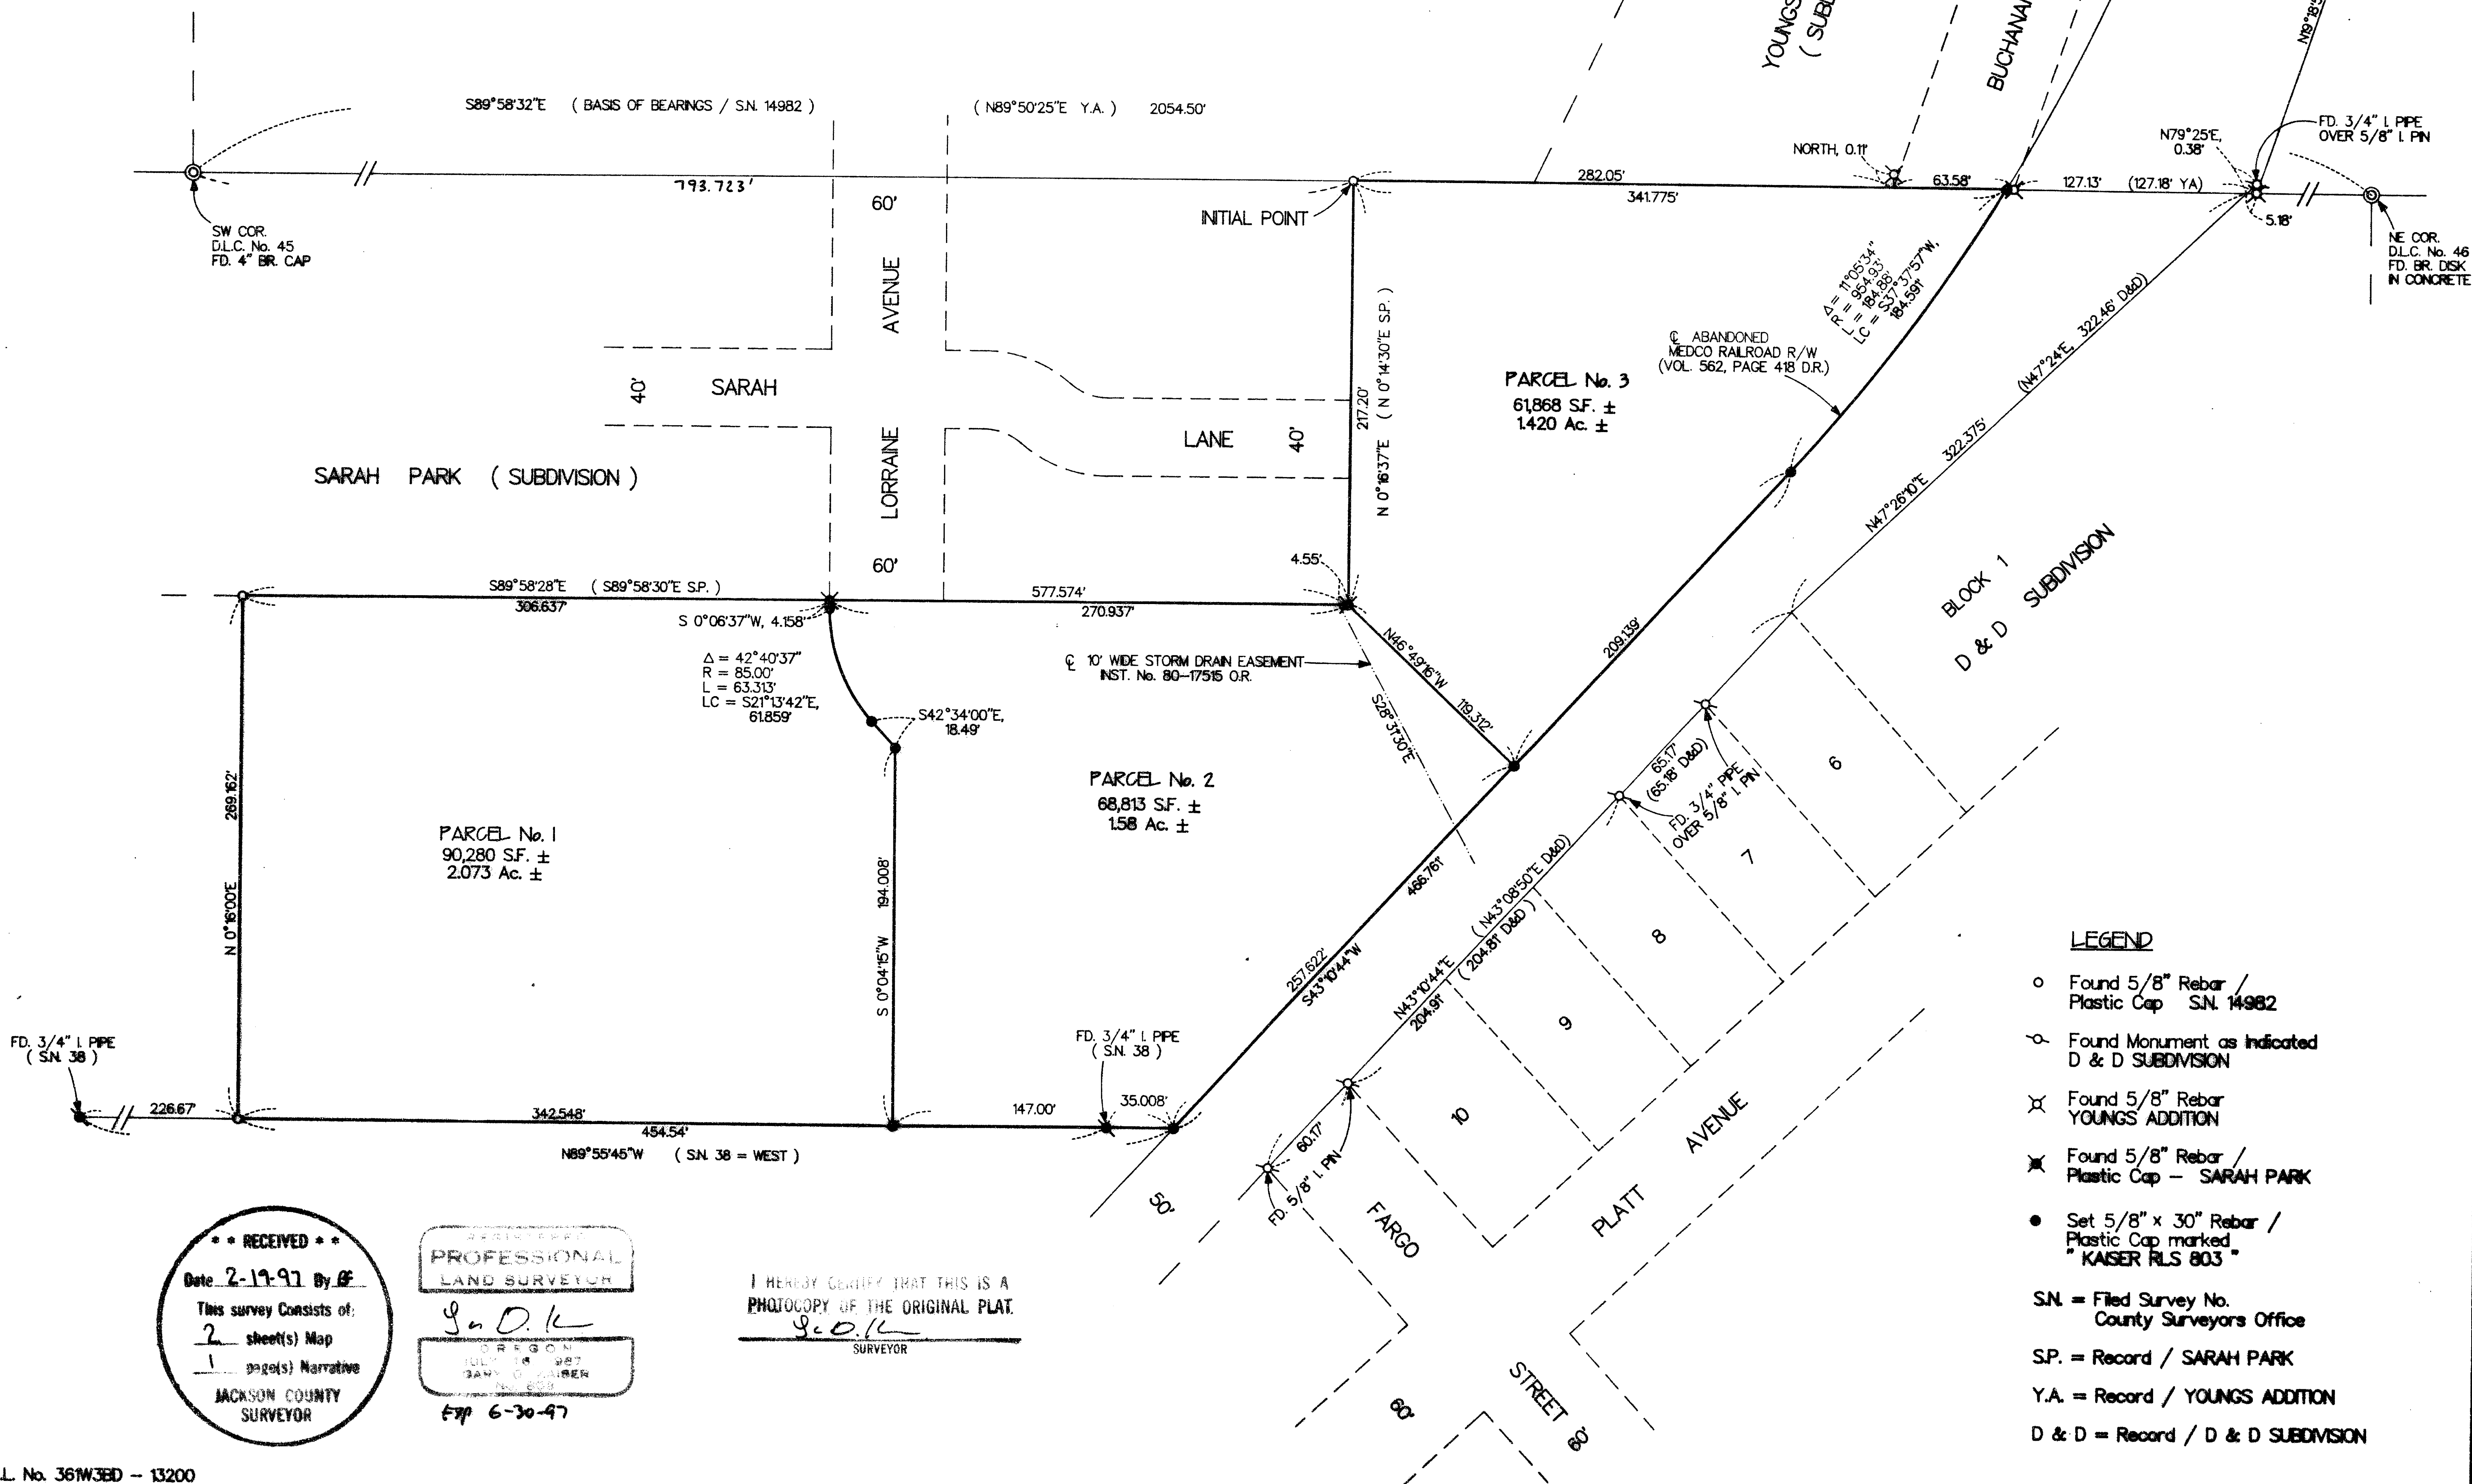 YOUNGS
( SUBD
BUCHANAN
N19°18'5
S89°58'32"E ( BASIS OF BEARINGS / S.N. 14982 ) ( N89°50'25"E Y.A. ) 2054.50'
793.723'
SW COR.
D.L.C. No. 45
FD. 4" BR. CAP
60'
INITIAL POINT
282.05'
341.775'
NORTH, 0.11'
63.58'
127.13' (127.18' YA)
N79°25'E,
0.38'
FD. 3/4" I. PIPE
OVER 5/8" I. PIN
5.18'
NE COR.
D.L.C. No. 46
FD. BR. DISK
IN CONCRETE
LORRAINE AVENUE
40'
SARAH
LANE
40'
SARAH PARK ( SUBDIVISION )
217.20'
N 0°16'37"E ( N 0°14'30"E S.P. )
PARCEL No. 3
61,868 S.F. ±
1.420 Ac. ±
℄ ABANDONED
MEDCO RAILROAD R/W
(VOL. 562, PAGE 418 D.R.)
Δ = 11°05'34"
R = 954.93'
L = 184.88'
LC = S37°37'57"W,
184.591'
(N47°24'E, 322.46' D&D)
N47°26'10"E 322.375'
BLOCK 1
D & D SUBDIVISION
60'
4.55'
S89°58'28"E ( S89°58'30"E S.P. )
306.637'
577.574'
270.937'
S 0°06'37"W, 4.158'
Δ = 42°40'37"
R = 85.00'
L = 63.313'
LC = S21°13'42"E,
61.859'
S42°34'00"E,
18.49'
℄ 10' WIDE STORM DRAIN EASEMENT
INST. No. 80-17515 O.R.
N46°49'16"W
119.312'
S28°31'30"E
209.139'
PARCEL No. 2
68,813 S.F. ±
1.58 Ac. ±
PARCEL No. 1
90,280 S.F. ±
2.073 Ac. ±
269.162'
N 0°16'00"E
194.008'
S 0°04'15"W
466.761'
257.622'
S43°10'44"W
65.17'
(65.18' D&D)
FD. 3/4" PIPE
OVER 5/8" I. PIN
N43°10'44"E ( N43°08'50"E D&D)
204.91' ( 204.81' D&D )
6
7
8
9
10
FD. 3/4" I. PIPE
( S.N. 38 )
226.67'
342.548'
454.54'
N89°55'45"W ( S.N. 38 = WEST )
FD. 3/4" I. PIPE
( S.N. 38 )
147.00'
35.008'
60.17'
FD. 5/8" I. PIN
50'
FARGO
STREET
PLATT AVENUE
60'
60'
LEGEND
Found 5/8" Rebar /
Plastic Cap S.N. 14982
Found Monument as indicated
D & D SUBDIVISION
Found 5/8" Rebar
YOUNGS ADDITION
Found 5/8" Rebar /
Plastic Cap - SARAH PARK
Set 5/8" x 30" Rebar /
Plastic Cap marked
" KAISER RLS 803 "
S.N. = Filed Survey No.
County Surveyors Office
S.P. = Record / SARAH PARK
Y.A. = Record / YOUNGS ADDITION
D & D = Record / D & D SUBDIVISION
* * RECEIVED * *
Date 2-19-97 By BF
This survey Consists of:
2 sheet(s) Map
1 page(s) Narrative
JACKSON COUNTY
SURVEYOR
REGISTERED
PROFESSIONAL
LAND SURVEYOR
OREGON
GARY D. KAISER
Exp 6-30-97
I HEREBY CERTIFY THAT THIS IS A
PHOTOCOPY OF THE ORIGINAL PLAT.
SURVEYOR
L. No. 361W3BD - 13200